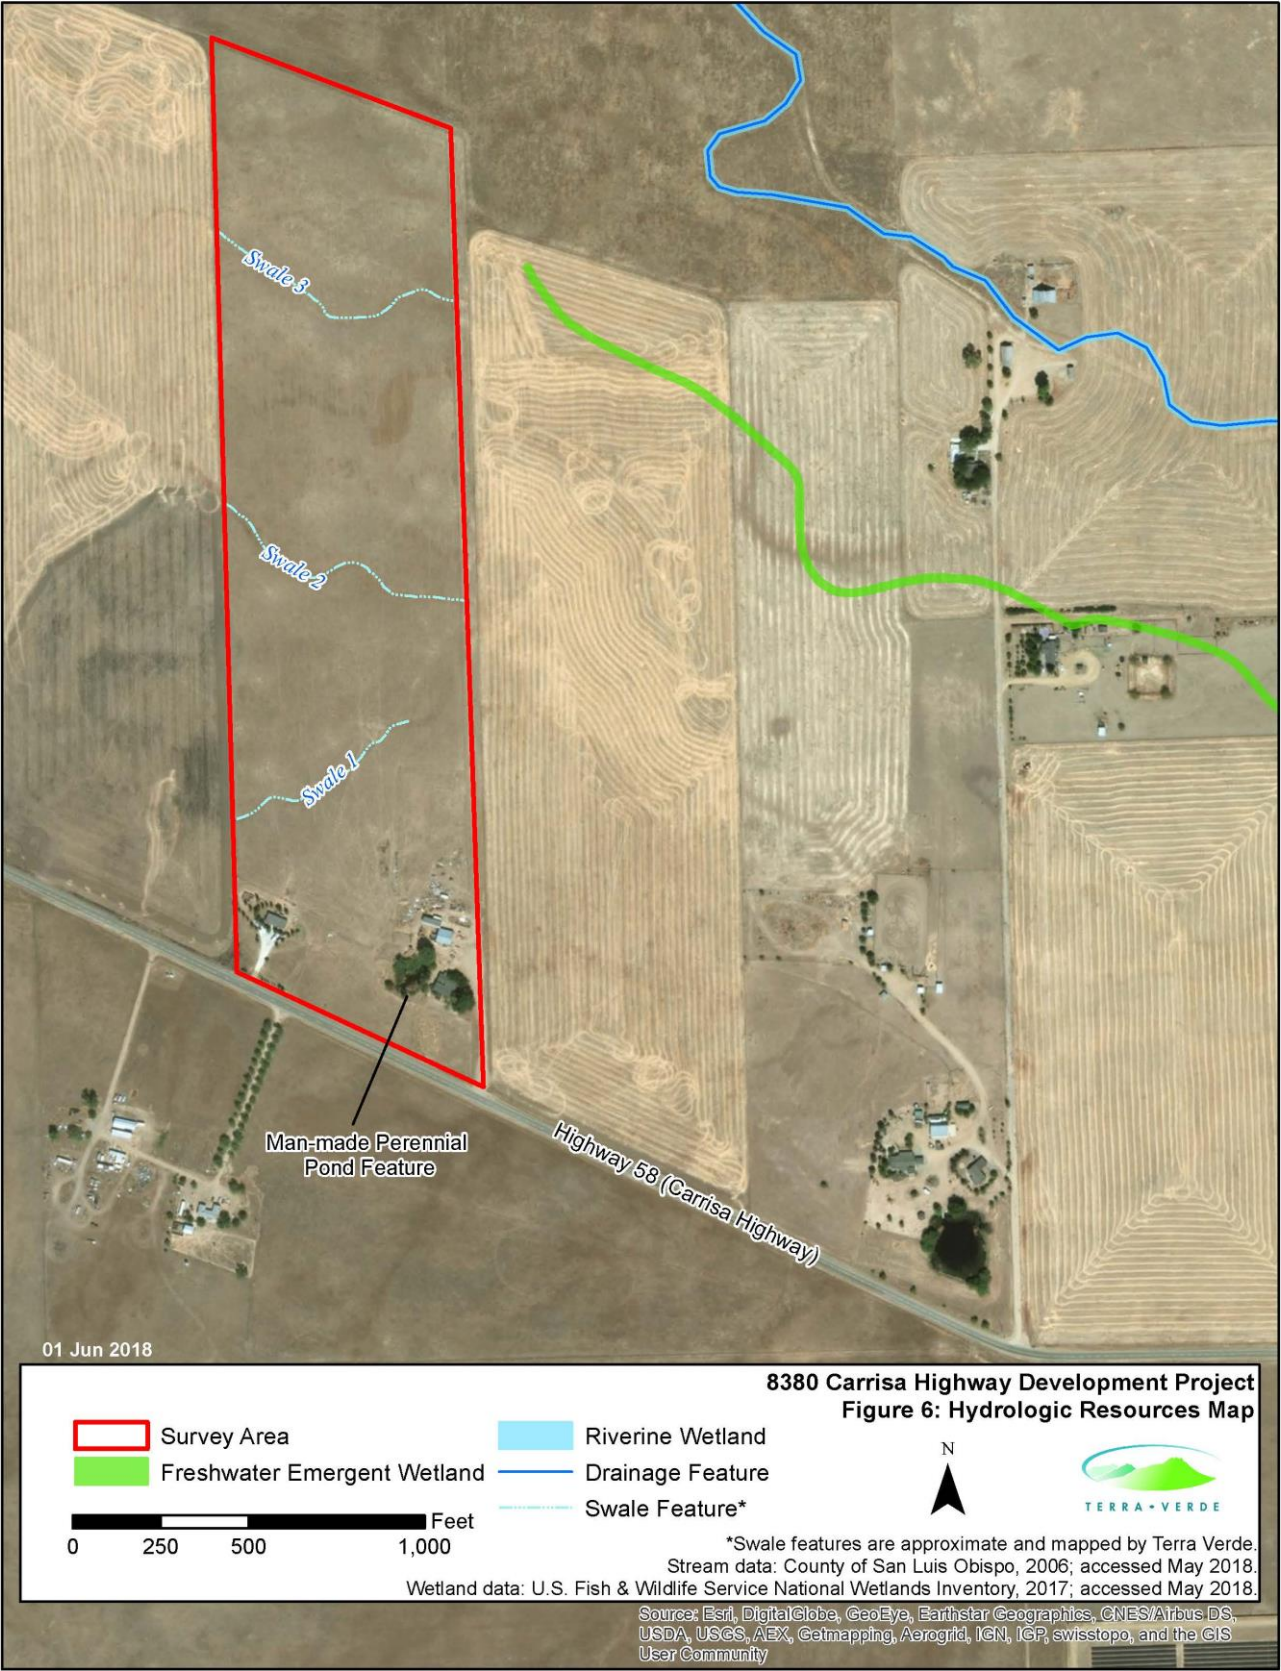 Swale 3
Swale 2
Swale 1
Man-made Perennial
Pond Feature
Highway 58 (Carrisa Highway)
01 Jun 2018
8380 Carrisa Highway Development Project
Figure 6: Hydrologic Resources Map
Survey Area
Freshwater Emergent Wetland
Riverine Wetland
Drainage Feature
Swale Feature*
N
TERRA • VERDE
Feet
0 250 500 1,000
*Swale features are approximate and mapped by Terra Verde.
Stream data: County of San Luis Obispo, 2006; accessed May 2018.
Wetland data: U.S. Fish & Wildlife Service National Wetlands Inventory, 2017; accessed May 2018.
Source: Esri, DigitalGlobe, GeoEye, Earthstar Geographics, CNES/Airbus DS,
USDA, USGS, AEX, Getmapping, Aerogrid, IGN, IGP, swisstopo, and the GIS
User Community